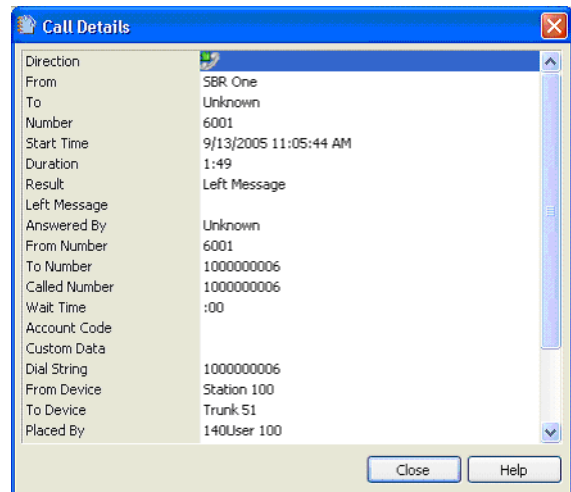 Call Details
Direction
From SBR One
To Unknown
Number 6001
Start Time 9/13/2005 11:05:44 AM
Duration 1:49
Result Left Message
Left Message
Answered By Unknown
From Number 6001
To Number 1000000006
Called Number 1000000006
Wait Time :00
Account Code
Custom Data
Dial String 1000000006
From Device Station 100
To Device Trunk 51
Placed By 140User 100
Close Help